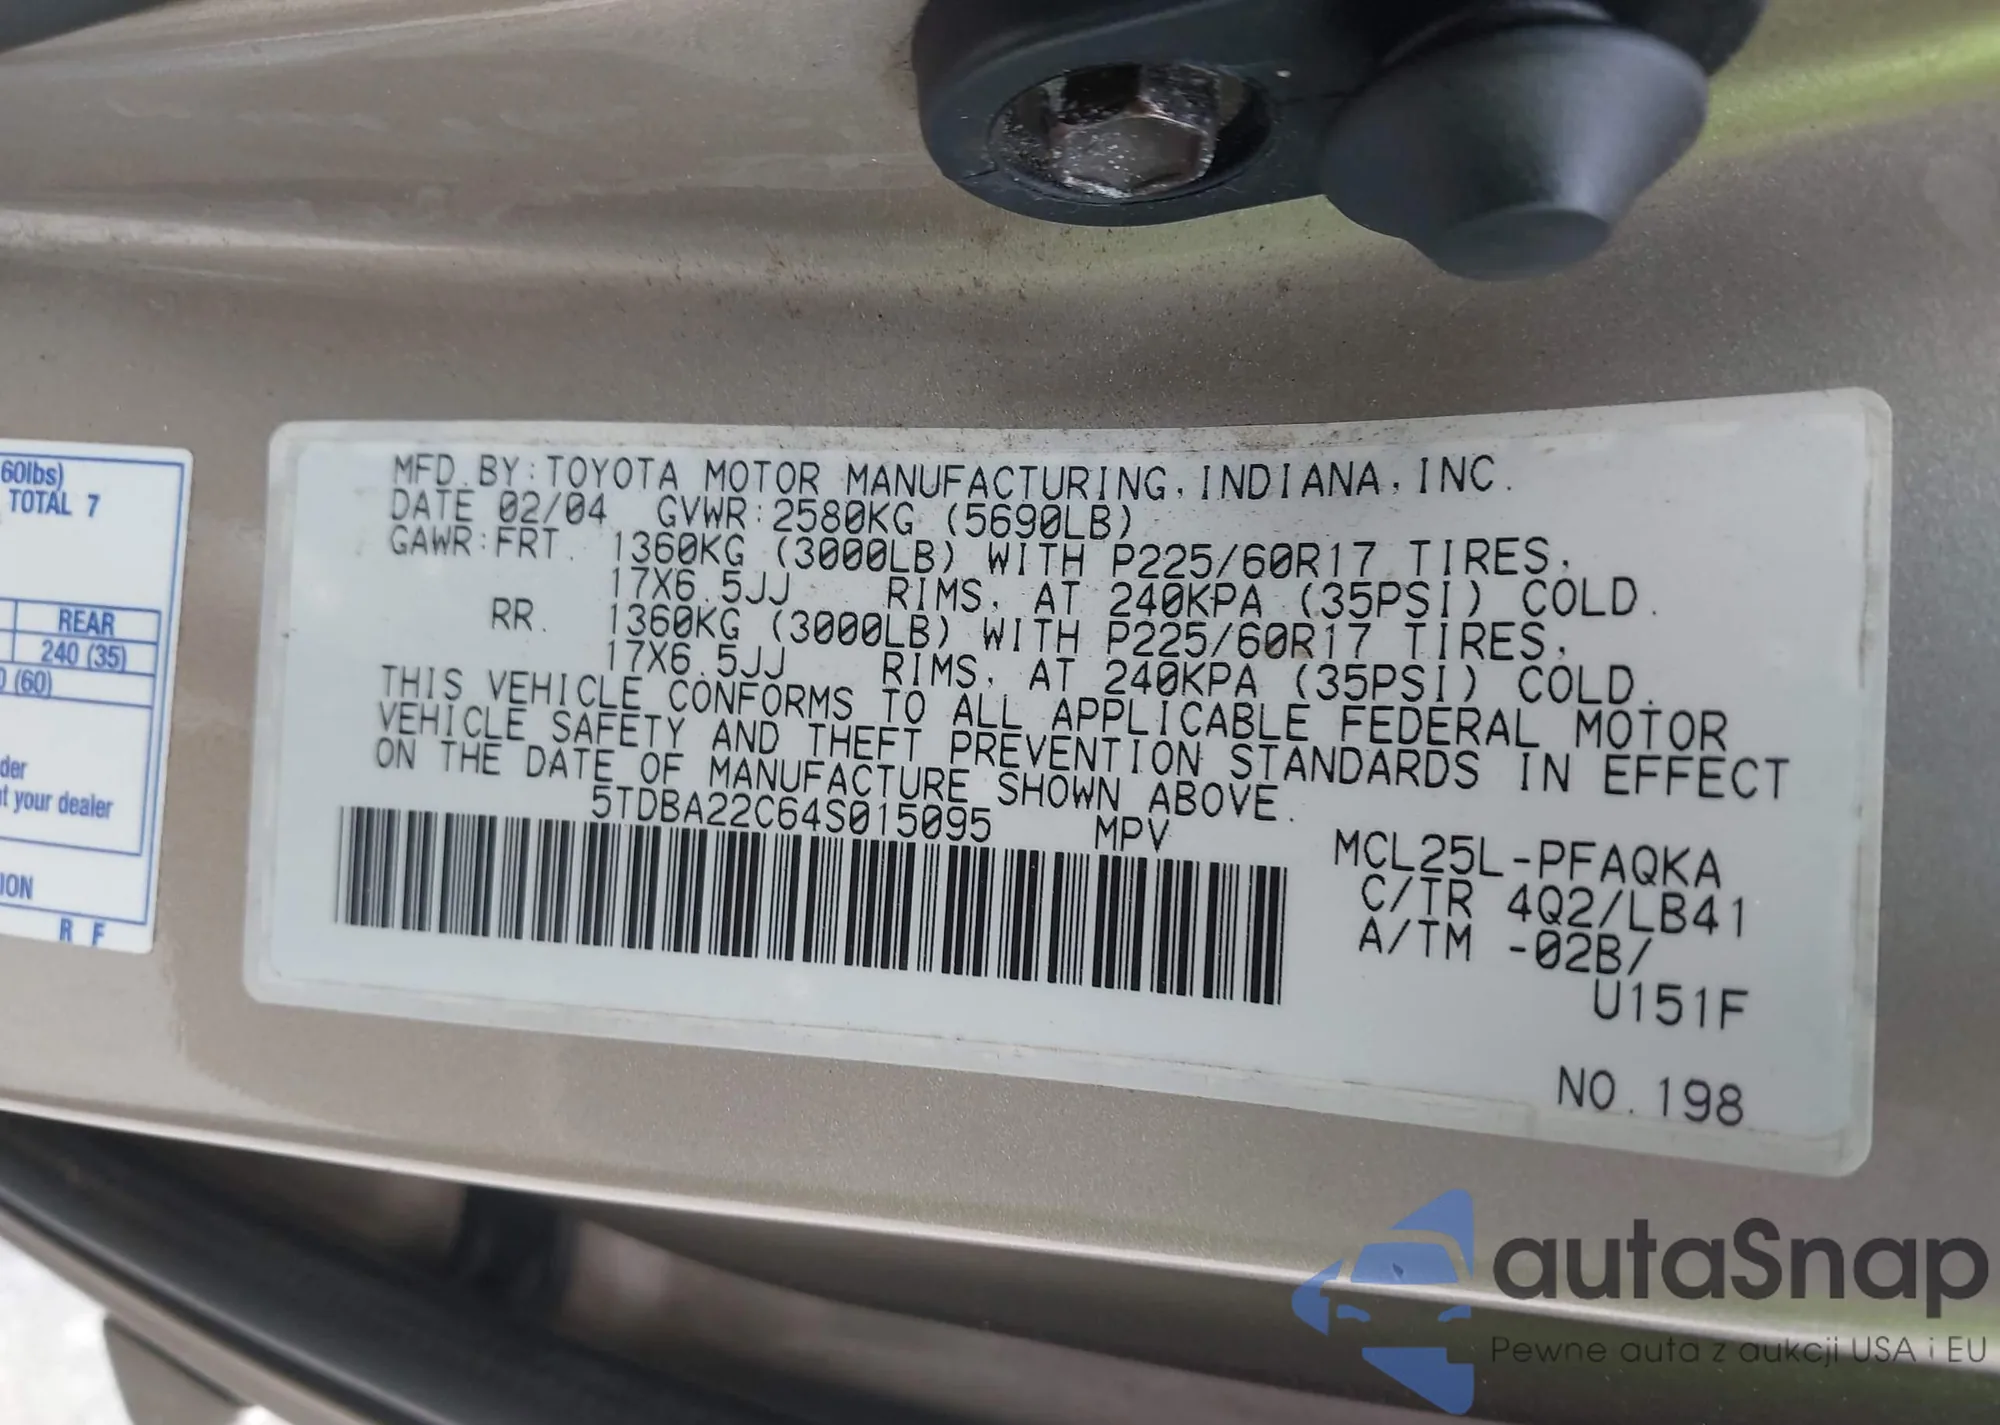 60lbs)
TOTAL 7
REAR
240 (35)
0 (60)
der
t your dealer
ION
R F
MFD. BY: TOYOTA MOTOR MANUFACTURING, INDIANA, INC.
DATE 02/04 GVWR: 2580KG (5690LB)
GAWR: FRT. 1360KG (3000LB) WITH P225/60R17 TIRES,
17X6.5JJ RIMS, AT 240KPA (35PSI) COLD.
RR. 1360KG (3000LB) WITH P225/60R17 TIRES,
17X6.5JJ RIMS, AT 240KPA (35PSI) COLD.
THIS VEHICLE CONFORMS TO ALL APPLICABLE FEDERAL MOTOR
VEHICLE SAFETY AND THEFT PREVENTION STANDARDS IN EFFECT
ON THE DATE OF MANUFACTURE SHOWN ABOVE.
5TDBA22C64S015095 MPV
MCL25L-PFAQKA
C/TR 4Q2/LB41
A/TM -02B/
U151F
NO. 198
autaSnap
Pewne auta z aukcji USA i EU